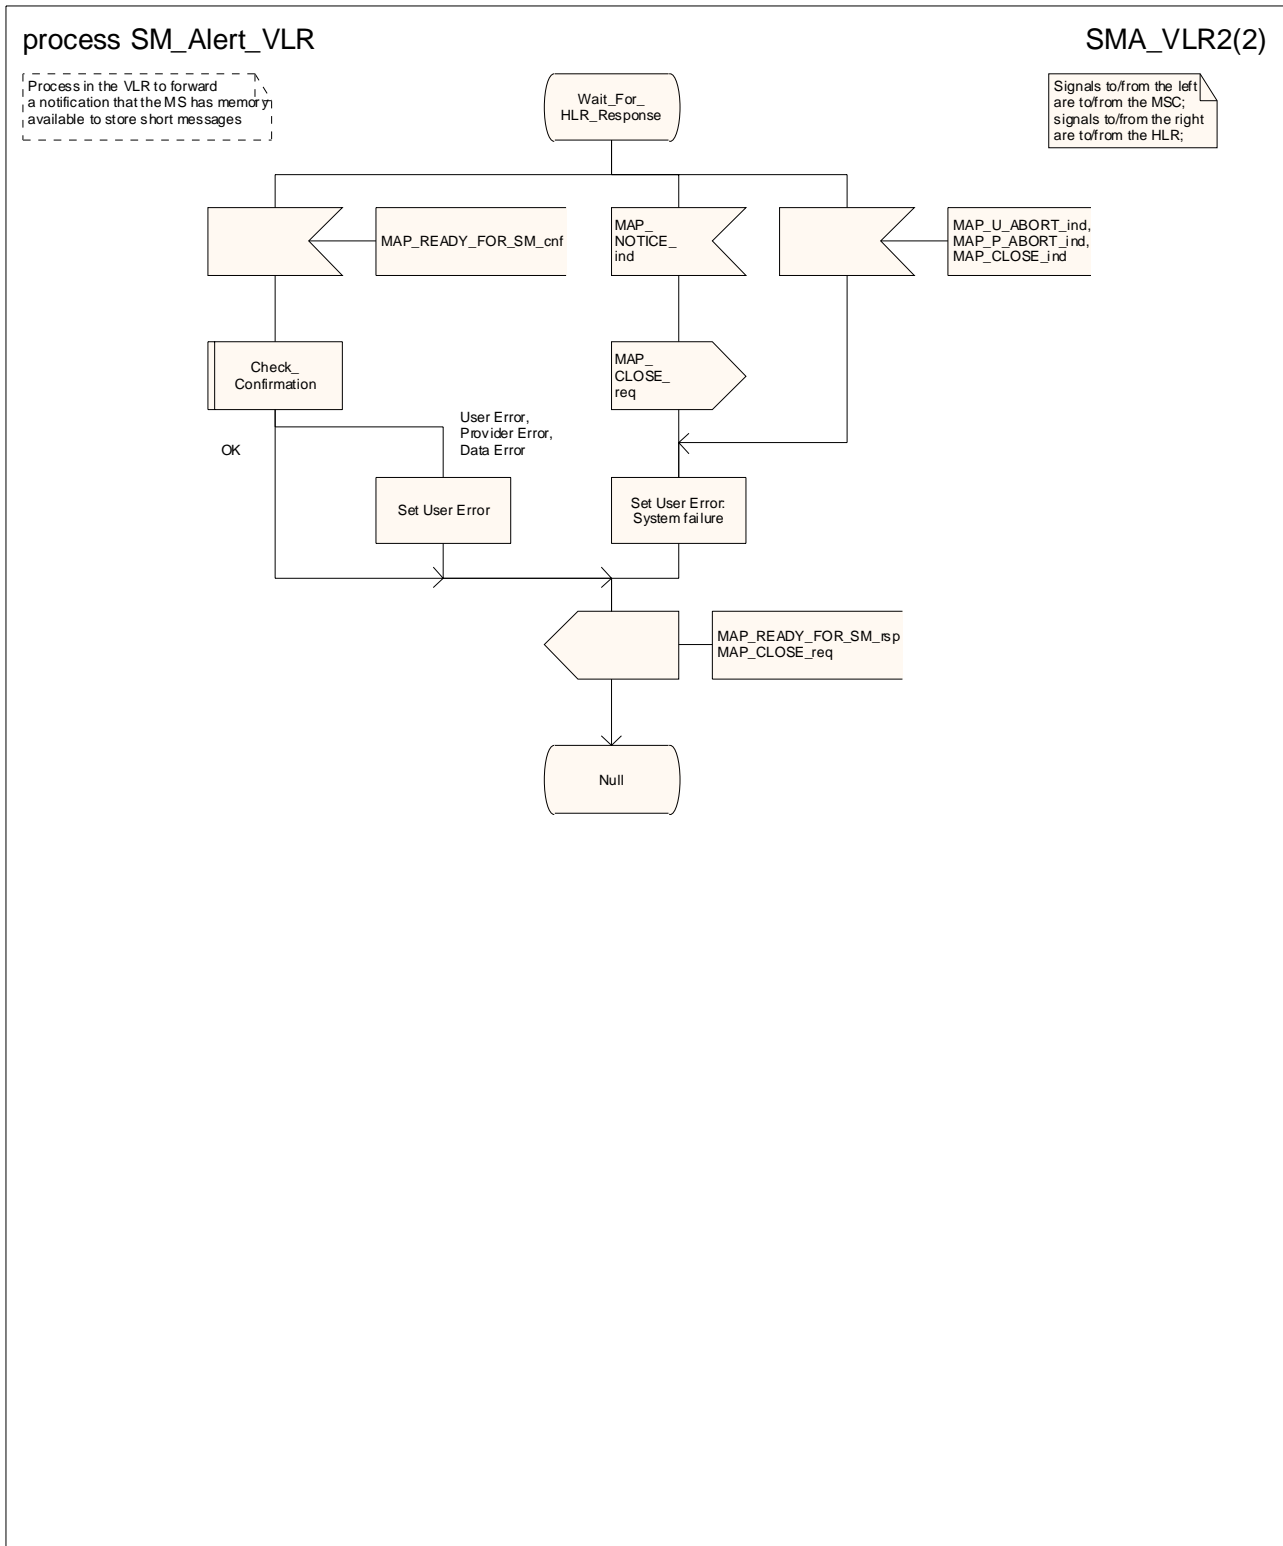 process SM_Alert_VLR
SMA_VLR2(2)
Process in the VLR to forward
a notification that the MS has memory
available to store short messages
Wait_For_
HLR_Response
Signals to/from the left
are to/from the MSC;
signals to/from the right
are to/from the HLR;
MAP_READY_FOR_SM_cnf
MAP_
NOTICE_
ind
MAP_U_ABORT_ind,
MAP_P_ABORT_ind,
MAP_CLOSE_ind
Check_
Confirmation
MAP_
CLOSE_
req
OK
User Error,
Provider Error,
Data Error
Set User Error
Set User Error:
System failure
MAP_READY_FOR_SM_rsp
MAP_CLOSE_req
Null